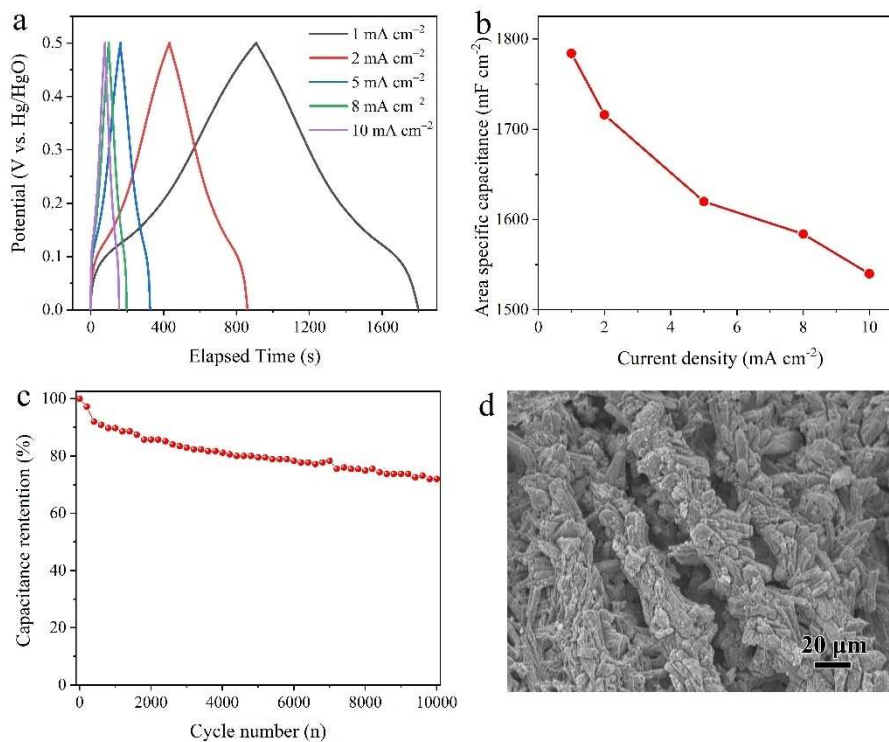 a
0.5
0.4
0.3
0.2
0.1
0.0
Potential (V vs. Hg/HgO)
1 mA cm⁻²
2 mA cm⁻²
5 mA cm⁻²
8 mA cm⁻²
10 mA cm⁻²
0
400
800
1200
1600
Elapsed Time (s)
b
1800
1700
1600
1500
Area specific capacitance (mF cm⁻²)
0
2
4
6
8
10
Current density (mA cm⁻²)
c
100
80
60
40
20
0
Capacitance rentention (%)
0
2000
4000
6000
8000
10000
Cycle number (n)
d
20 μm